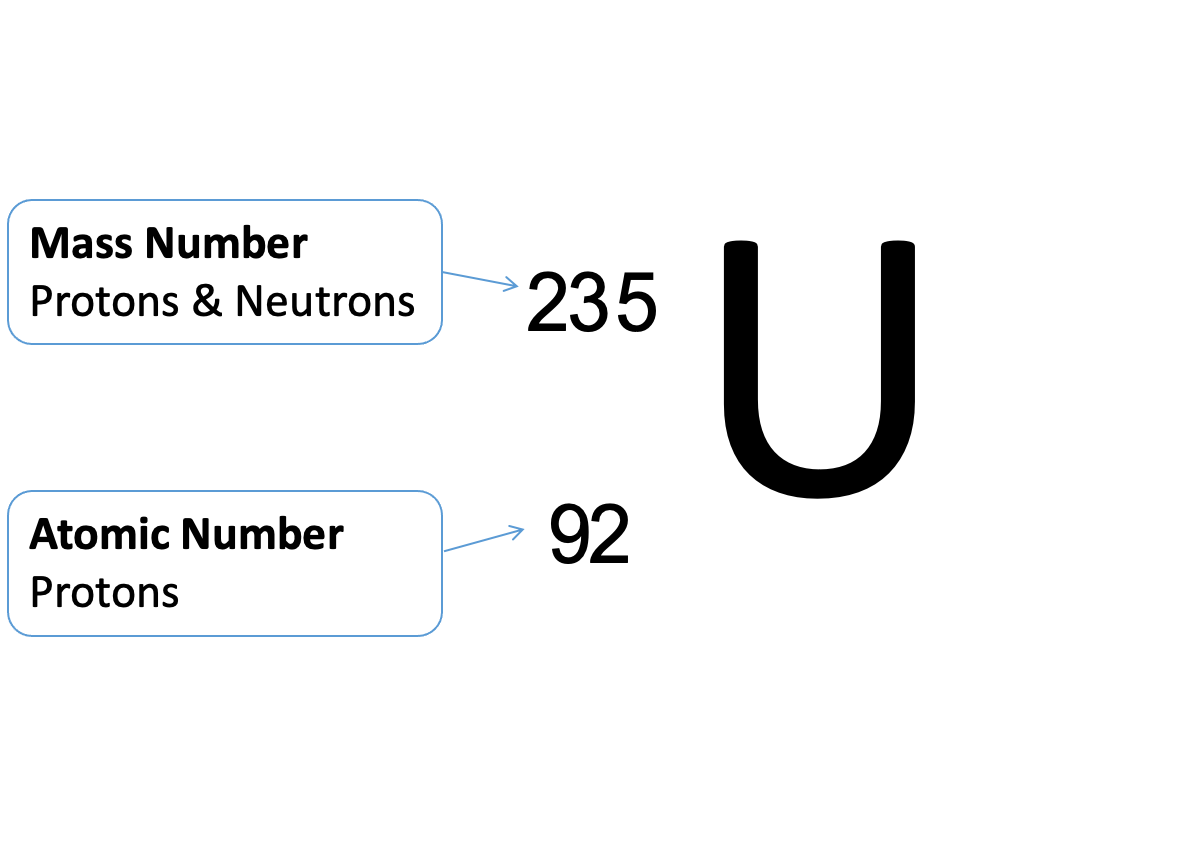 Mass Number
Protons & Neutrons
235
U
Atomic Number
Protons
92